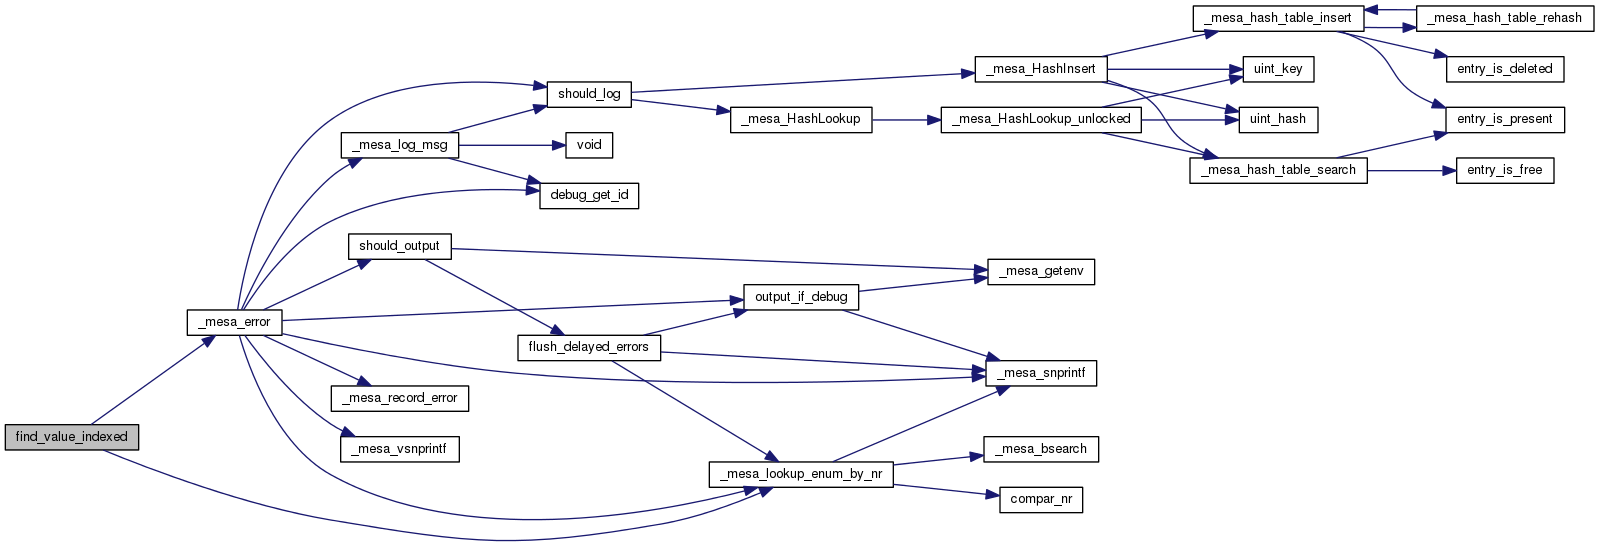 find_value_indexed
_mesa_error
should_log
_mesa_log_msg
void
debug_get_id
should_output
output_if_debug
flush_delayed_errors
_mesa_record_error
_mesa_vsnprintf
_mesa_lookup_enum_by_nr
_mesa_HashInsert
_mesa_HashLookup
_mesa_HashLookup_unlocked
_mesa_getenv
_mesa_snprintf
_mesa_bsearch
compar_nr
_mesa_hash_table_insert
uint_key
uint_hash
_mesa_hash_table_search
_mesa_hash_table_rehash
entry_is_deleted
entry_is_present
entry_is_free